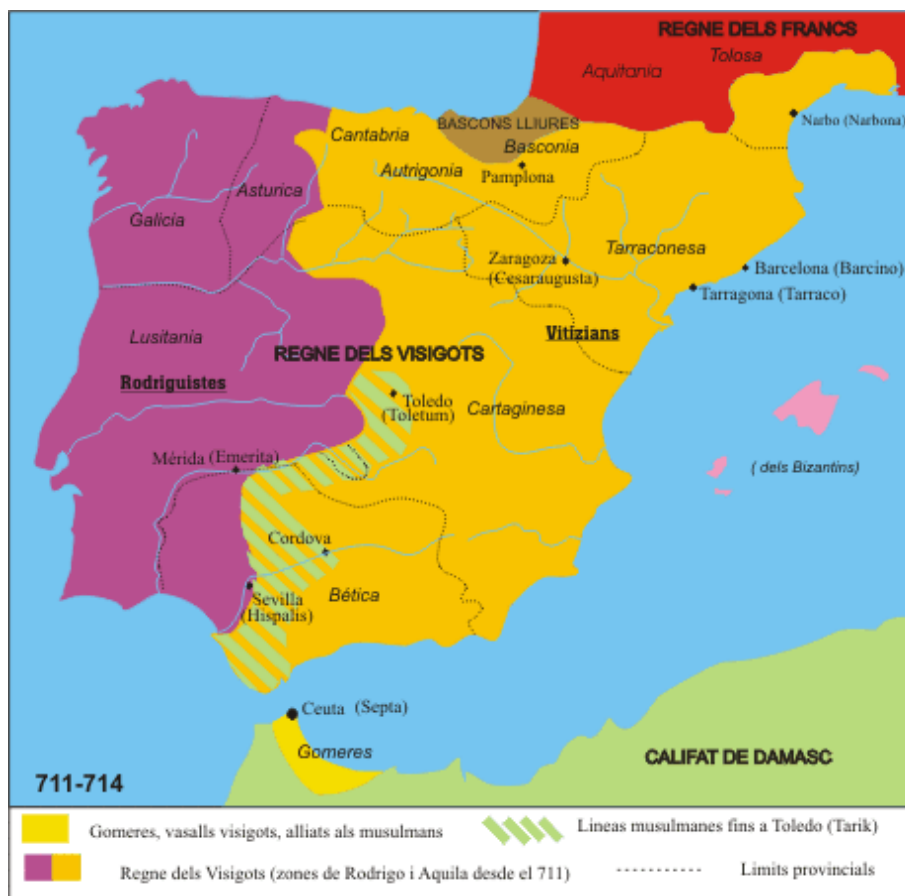 REGNE DELS FRANCS
Tolosa
Aquitania
Narbo (Narbona)
BASCONS LLIURES
Cantabria
Basconia
Autrigonia
Pamplona
Asturica
Galicia
Tarraconesa
Zaragoza
(Cesaraugusta)
Barcelona (Barcino)
Tarragona (Tarraco)
Lusitania
Vitizians
REGNE DELS VISIGOTS
Rodriguistes
Toledo
(Toletum)
Cartaginesa
Mérida (Emerita)
( dels Bizantins)
Cordova
Bética
Sevilla
(Hispalis)
Ceuta (Septa)
Gomeres
CALIFAT DE DAMASC
711-714
Gomeres, vasalls visigots, alliats als musulmans
Lineas musulmanes fins a Toledo (Tarik)
Regne dels Visigots (zones de Rodrigo i Aquila desde el 711)
Limits provincials